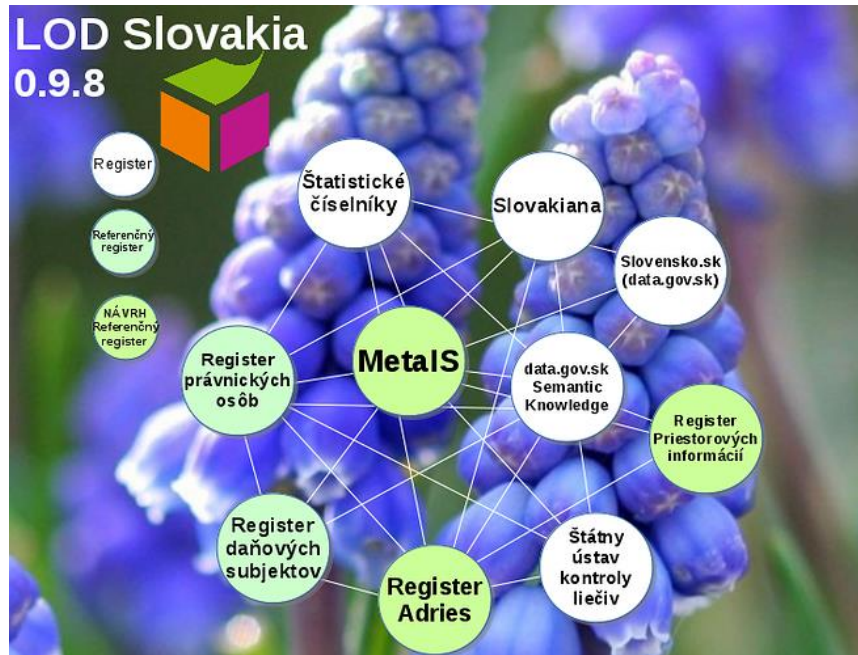 LOD Slovakia
0.9.8
Register
Referenčný
register
NÁVRH
Referenčný
register
Štatistické
číselníky
Slovakiana
Slovensko.sk
(data.gov.sk)
MetaIS
Register
právnických
osôb
data.gov.sk
Semantic
Knowledge
Register
Priestorových
informácií
Register
daňových
subjektov
Register
Adries
Štátny
ústav
kontroly
liečiv